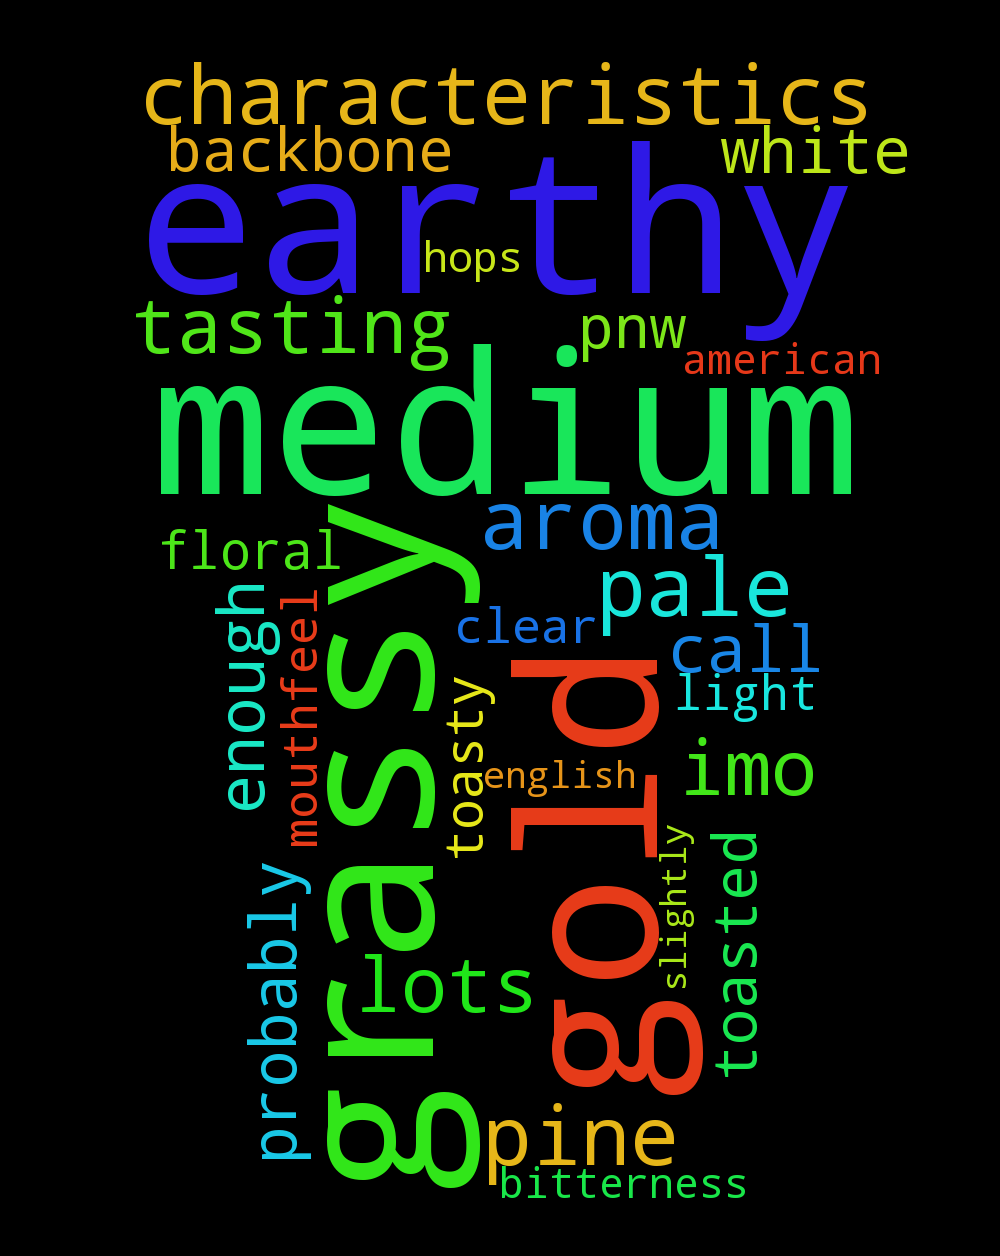 characteristics
backbone
white
earthy
hops
tasting
pnw
american
medium
aroma
floral
pale
enough
mouthfeel
grassy
clear
call
light
toasty
gold
english
imo
slightly
toasted
probably
lots
pine
bitterness